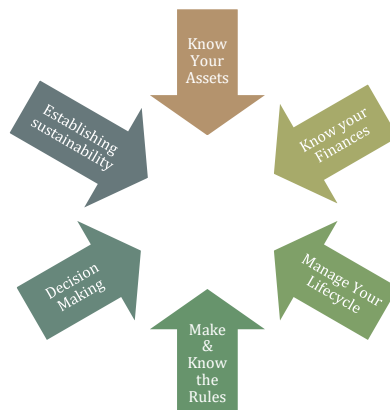 Know
Your
Assets
Know your
Finances
Manage Your
Lifecycle
Make
&
Know
the
Rules
Decision
Making
Establishing
sustainability